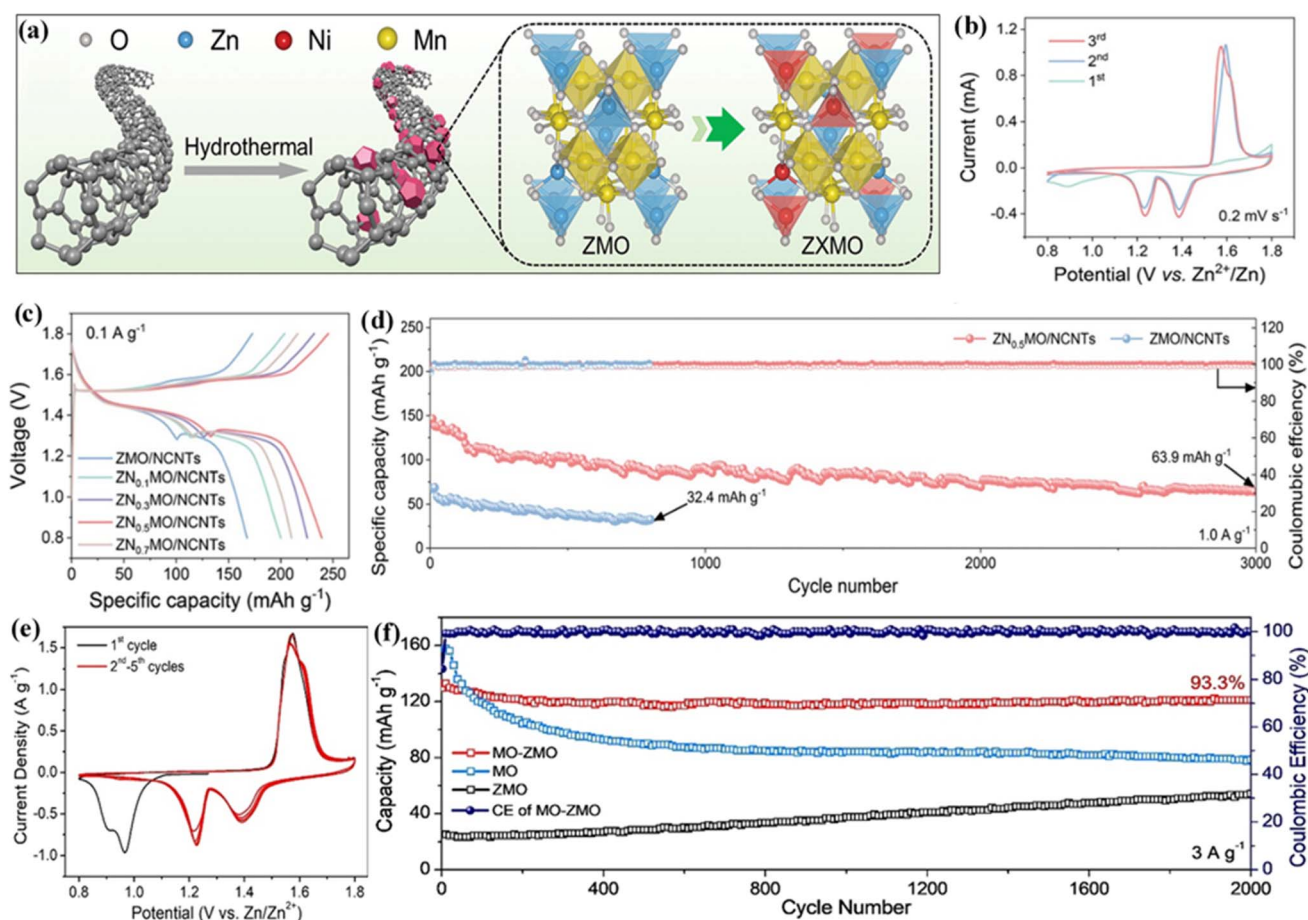 (a)
O Zn Ni Mn
Hydrothermal
ZMO ZXMO
(b)
3rd
2nd
1st
1.2
0.8
0.4
0.0
-0.4
Current (mA)
0.2 mV s-1
0.8 1.0 1.2 1.4 1.6 1.8
Potential (V vs. Zn2+/Zn)
(c)
0.1 A g-1
1.8
1.6
1.4
1.2
1.0
0.8
Voltage (V)
ZMO/NCNTs
ZN0.1MO/NCNTs
ZN0.3MO/NCNTs
ZN0.5MO/NCNTs
ZN0.7MO/NCNTs
0 50 100 150 200 250
Specific capacity (mAh g-1)
(d)
ZN0.5MO/NCNTs ZMO/NCNTs
250
200
150
100
50
0
Specific capacity (mAh g-1)
120
100
80
60
40
20
0
Coulumbic effciency (%)
63.9 mAh g-1
32.4 mAh g-1
1.0 A g-1
0 1000 2000 3000
Cycle number
(e)
1st cycle
2nd-5th cycles
1.5
1.0
0.5
0.0
-0.5
-1.0
Current Density (A g-1)
0.8 1.0 1.2 1.4 1.6 1.8
Potential (V vs. Zn/Zn2+)
(f)
160
120
80
40
0
Capacity (mAh g-1)
93.3%
MO-ZMO
MO
ZMO
CE of MO-ZMO
3 A g-1
100
80
60
40
20
0
Coulombic Efficiency (%)
0 400 800 1200 1600 2000
Cycle Number